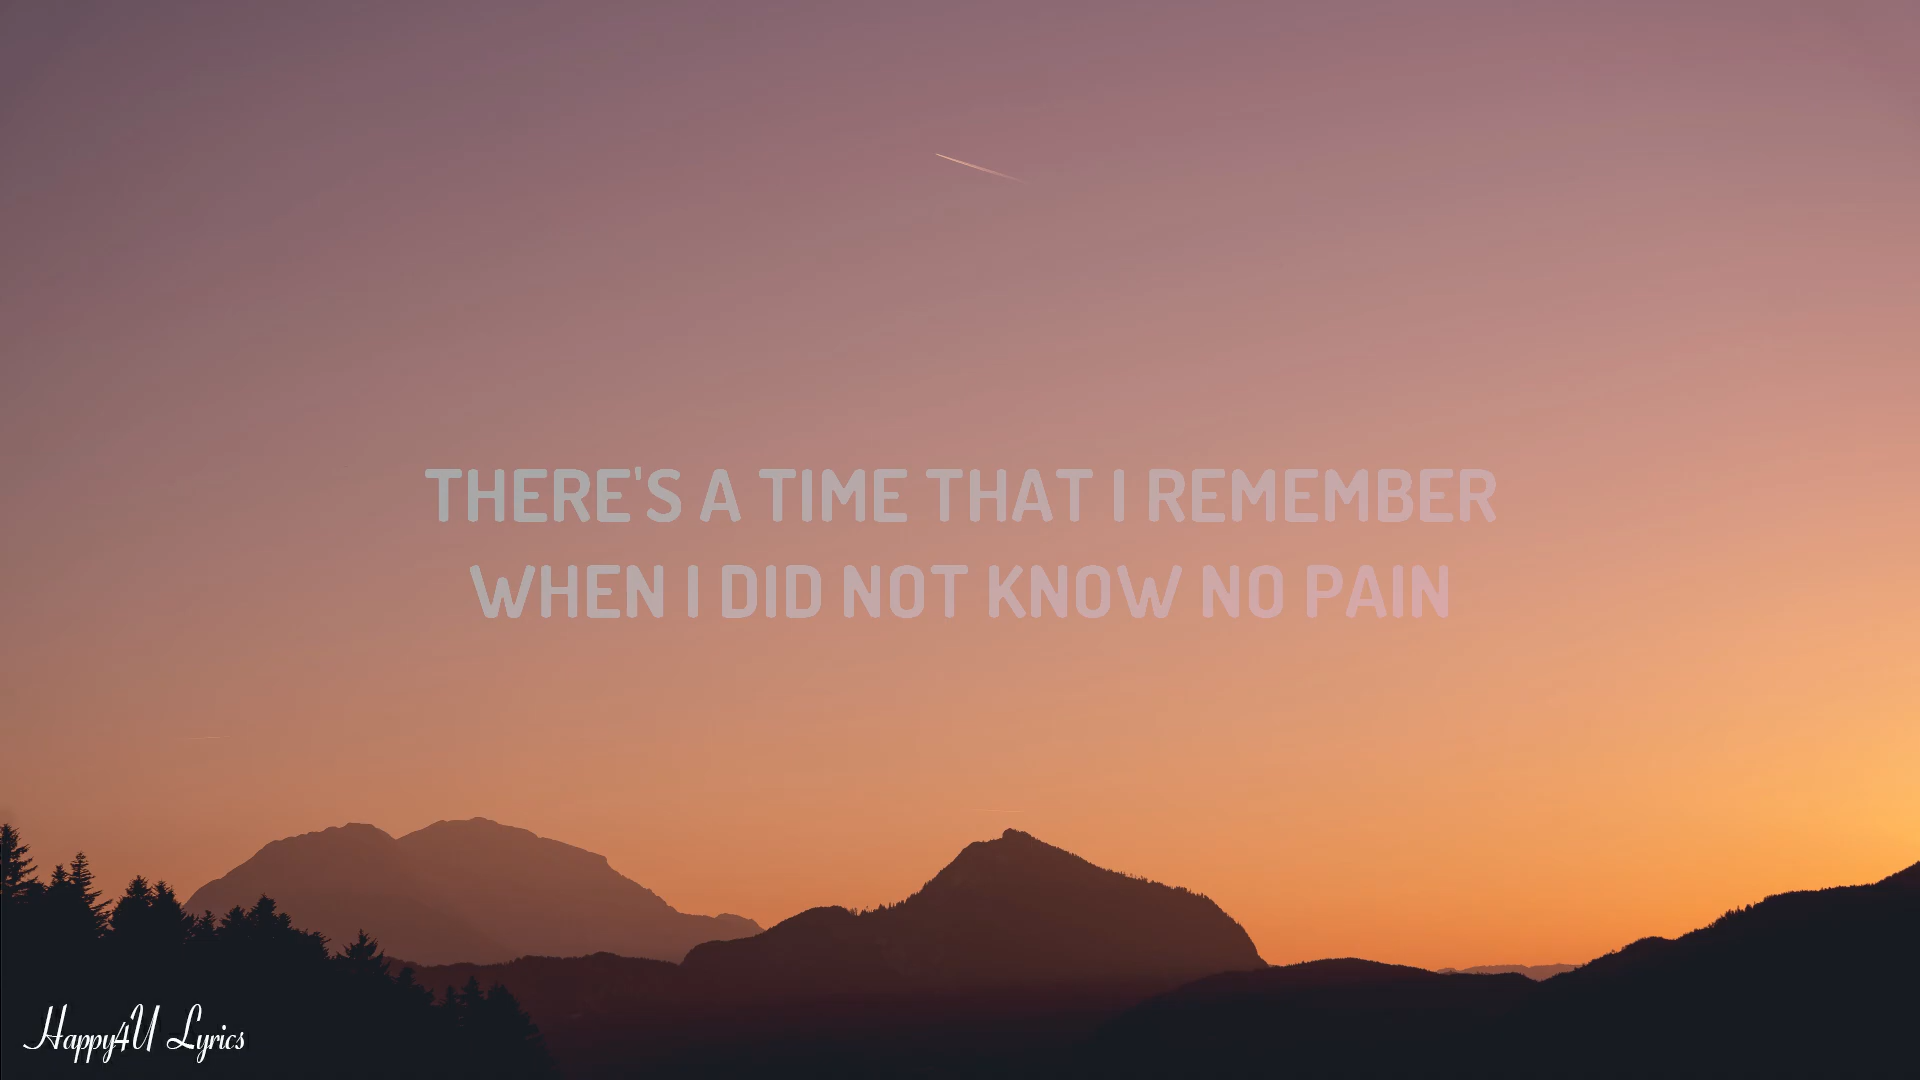 THERE'S A TIME THAT I REMEMBER
WHEN I DID NOT KNOW NO PAIN
Happy4U Lyrics